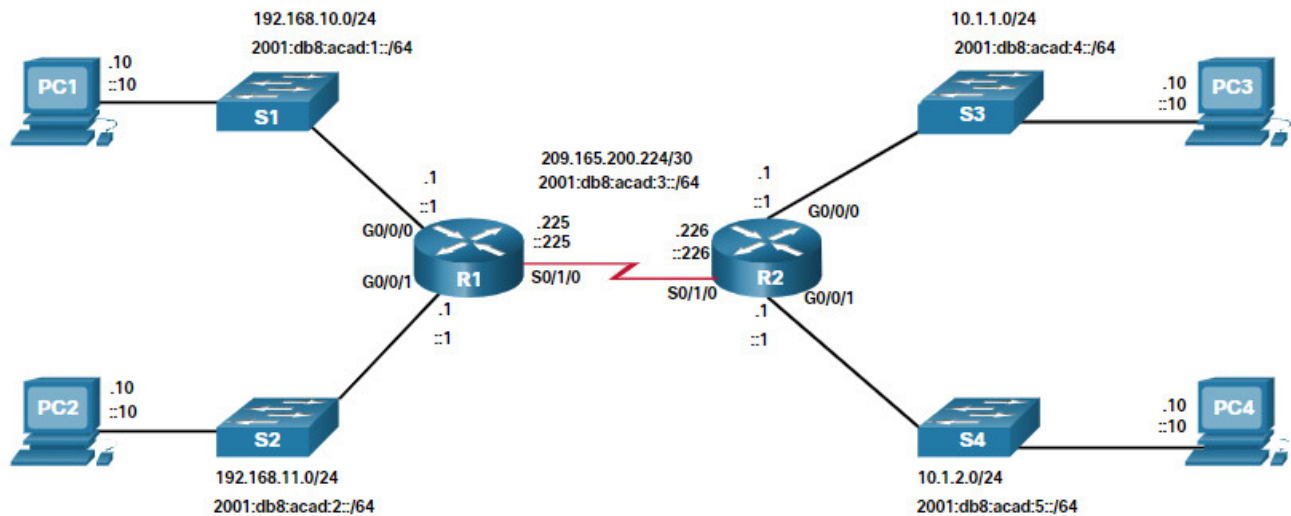 192.168.10.0/24
2001:db8:acad:1::/64
10.1.1.0/24
2001:db8:acad:4::/64
PC1
.10
::10
S1
S3
.10
::10
PC3
209.165.200.224/30
2001:db8:acad:3::/64
.1
::1
G0/0/0
.225
::225
G0/0/1
R1
S0/1/0
.1
::1
.1
::1
G0/0/0
.226
::226
R2
S0/1/0
G0/0/1
.1
::1
PC2
.10
::10
S2
S4
.10
::10
PC4
192.168.11.0/24
2001:db8:acad:2::/64
10.1.2.0/24
2001:db8:acad:5::/64